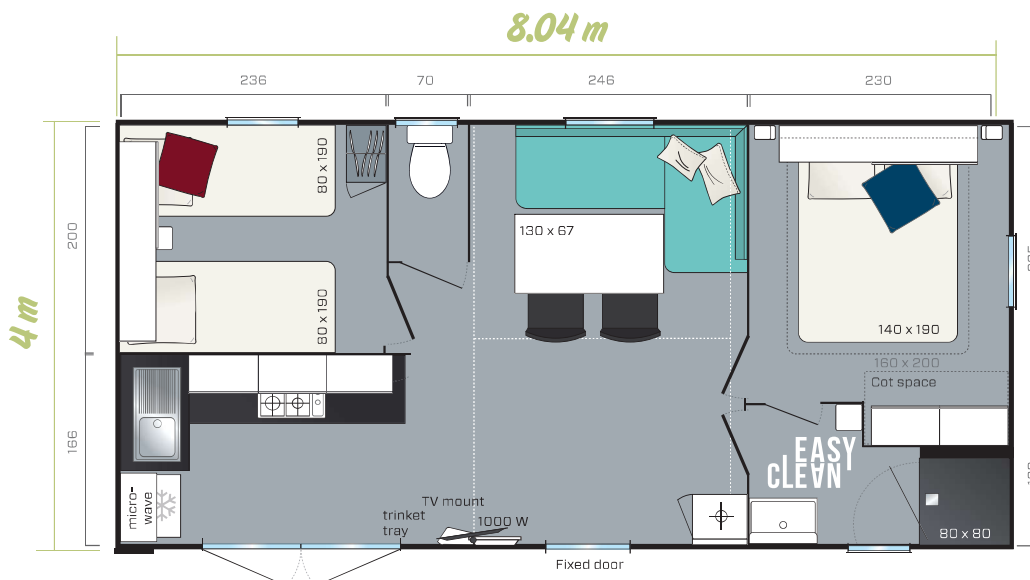 8.04 m
236
70
246
230
80 x 190
130 x 67
200
4 m
80 x 190
140 x 190
160 x 200
Cot space
166
EASY
cLEAN
micro-
wave
TV mount
trinket
tray
1000 W
80 x 80
Fixed door